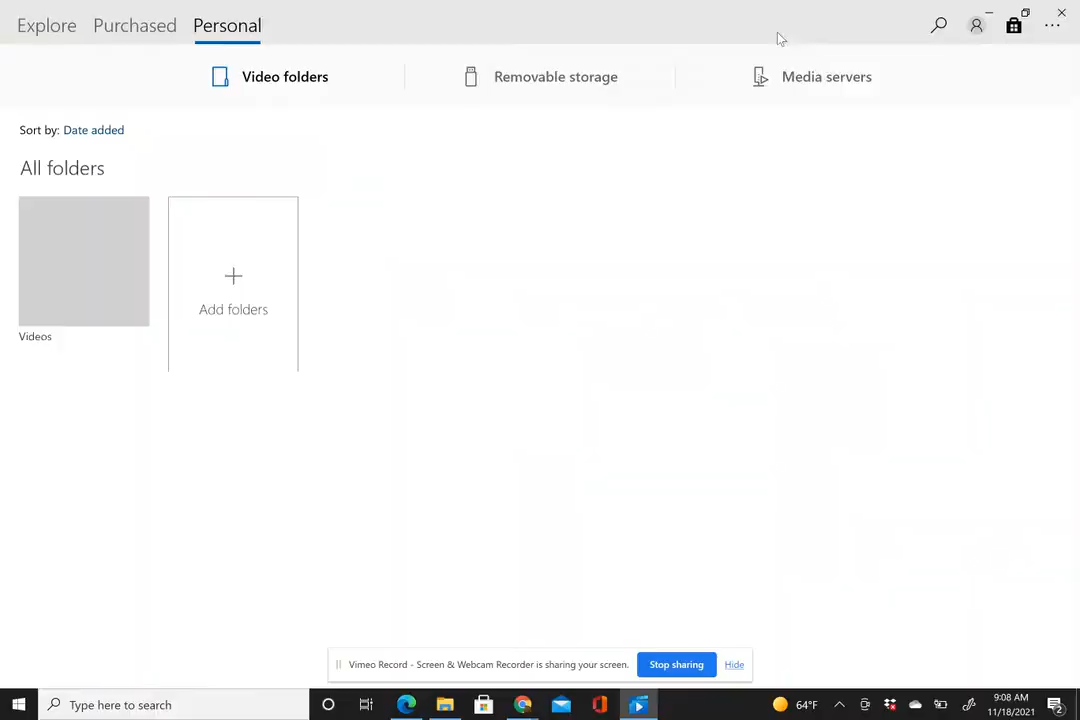 Explore Purchased Personal
Video folders Removable storage Media servers
Sort by: Date added
All folders
Add folders
Videos
Vimeo Record - Screen & Webcam Recorder is sharing your screen. Stop sharing Hide
Type here to search 64°F 9:08 AM
11/18/2021 2